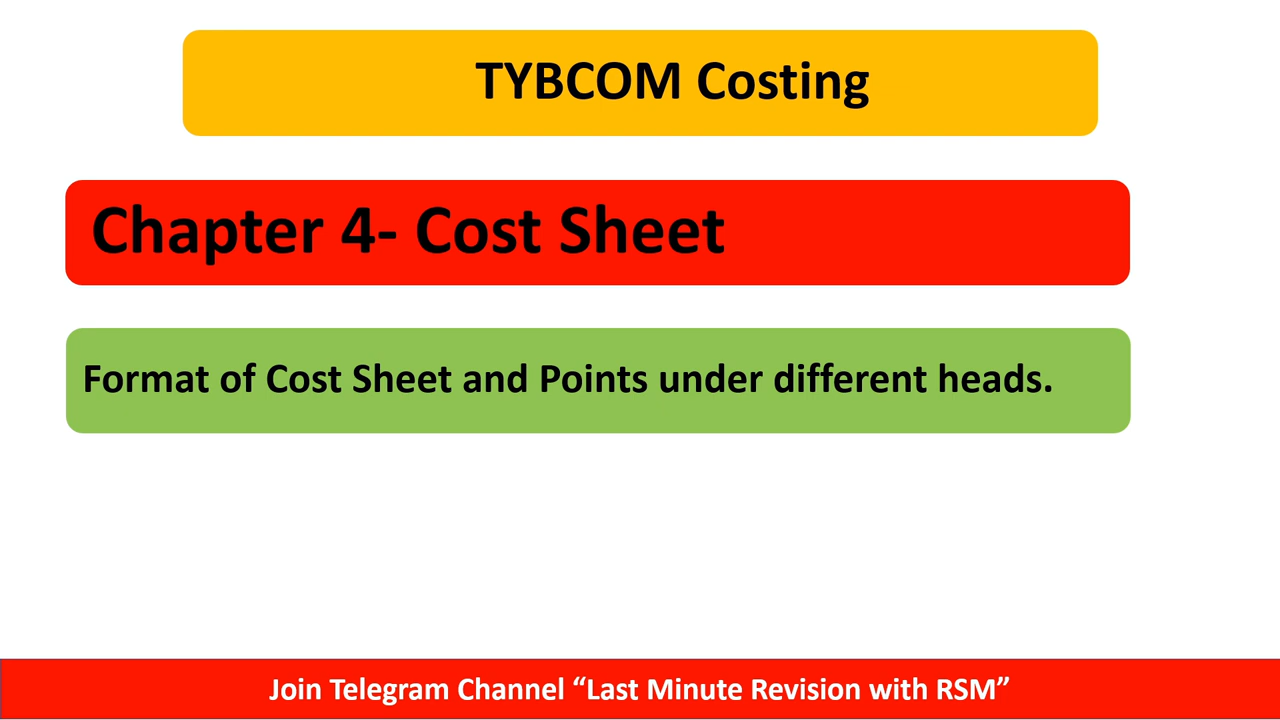 TYBCOM Costing
Chapter 4- Cost Sheet
Format of Cost Sheet and Points under different heads.
Join Telegram Channel “Last Minute Revision with RSM”